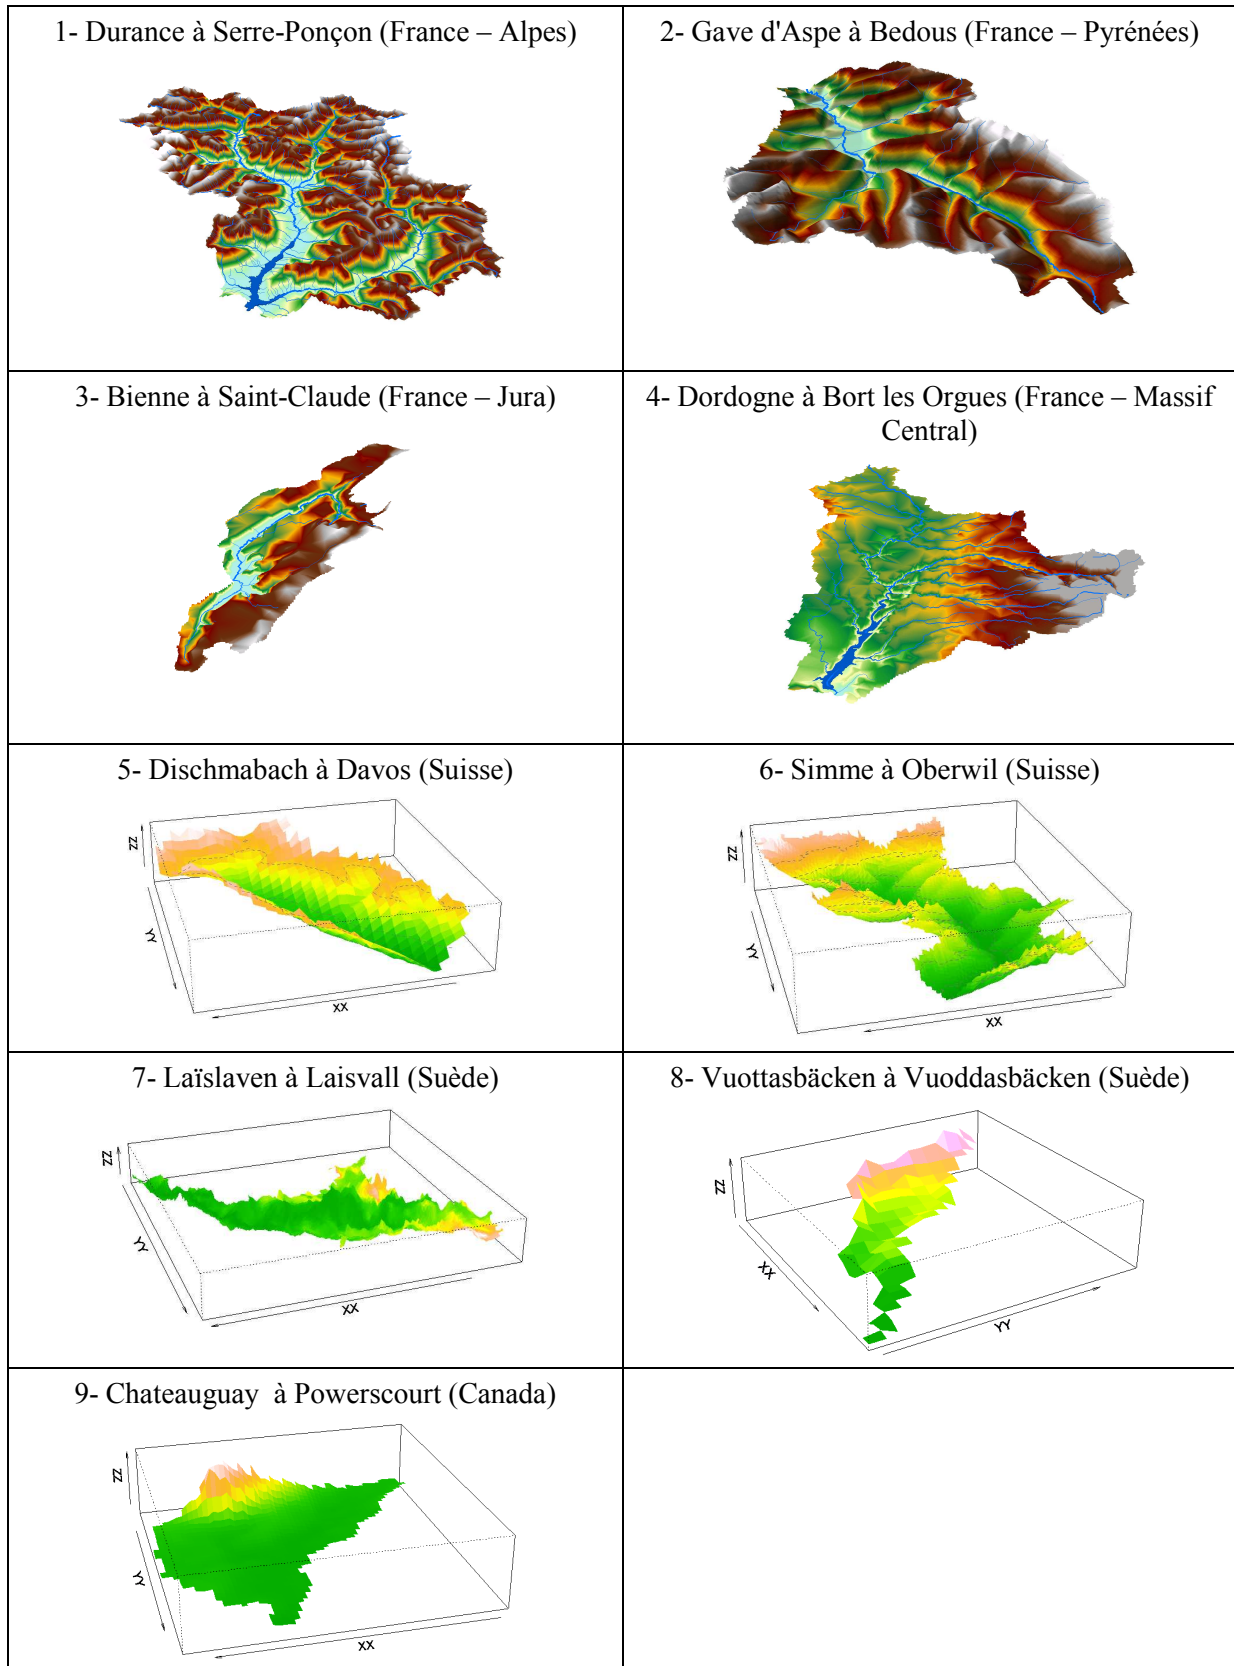 1- Durance à Serre-Ponçon (France – Alpes)
2- Gave d'Aspe à Bedous (France – Pyrénées)
3- Bienne à Saint-Claude (France – Jura)
4- Dordogne à Bort les Orgues (France – Massif
Central)
5- Dischmabach à Davos (Suisse)
ZZ
YY
XX
6- Simme à Oberwil (Suisse)
ZZ
YY
XX
7- Laïslaven à Laisvall (Suède)
ZZ
YY
XX
8- Vuottasbäcken à Vuoddasbäcken (Suède)
ZZ
XX
YY
9- Chateauguay à Powerscourt (Canada)
ZZ
YY
XX